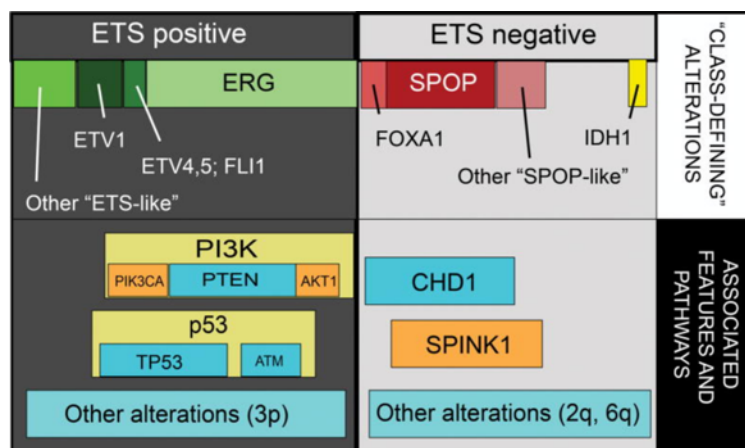 ETS positive
ETS negative
ERG
SPOP
ETV1
FOXA1
IDH1
ETV4,5; FLI1
Other “SPOP-like”
Other “ETS-like”
“CLASS-DEFINING”
ALTERATIONS
PI3K
PIK3CA
PTEN
AKT1
CHD1
p53
SPINK1
TP53
ATM
Other alterations (3p)
Other alterations (2q, 6q)
ASSOCIATED
FEATURES AND
PATHWAYS